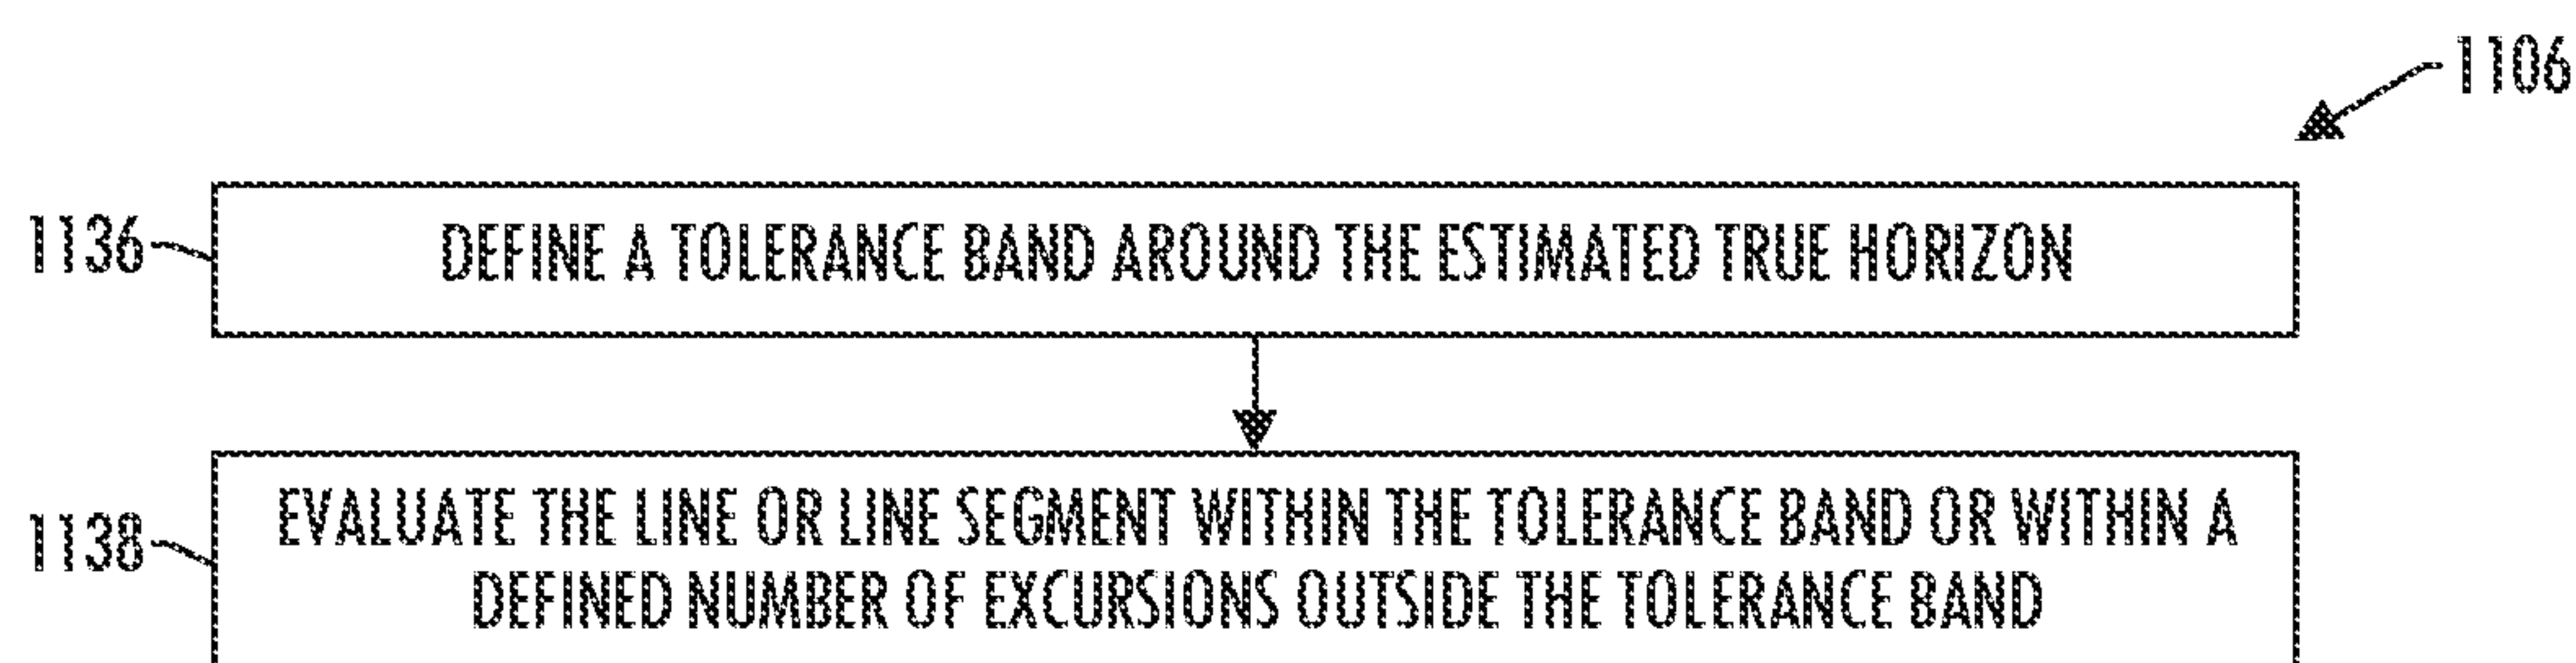 1106
1136
DEFINE A TOLERANCE BAND AROUND THE ESTIMATED TRUE HORIZON
1138
EVALUATE THE LINE OR LINE SEGMENT WITHIN THE TOLERANCE BAND OR WITHIN A
DEFINED NUMBER OF EXCURSIONS OUTSIDE THE TOLERANCE BAND